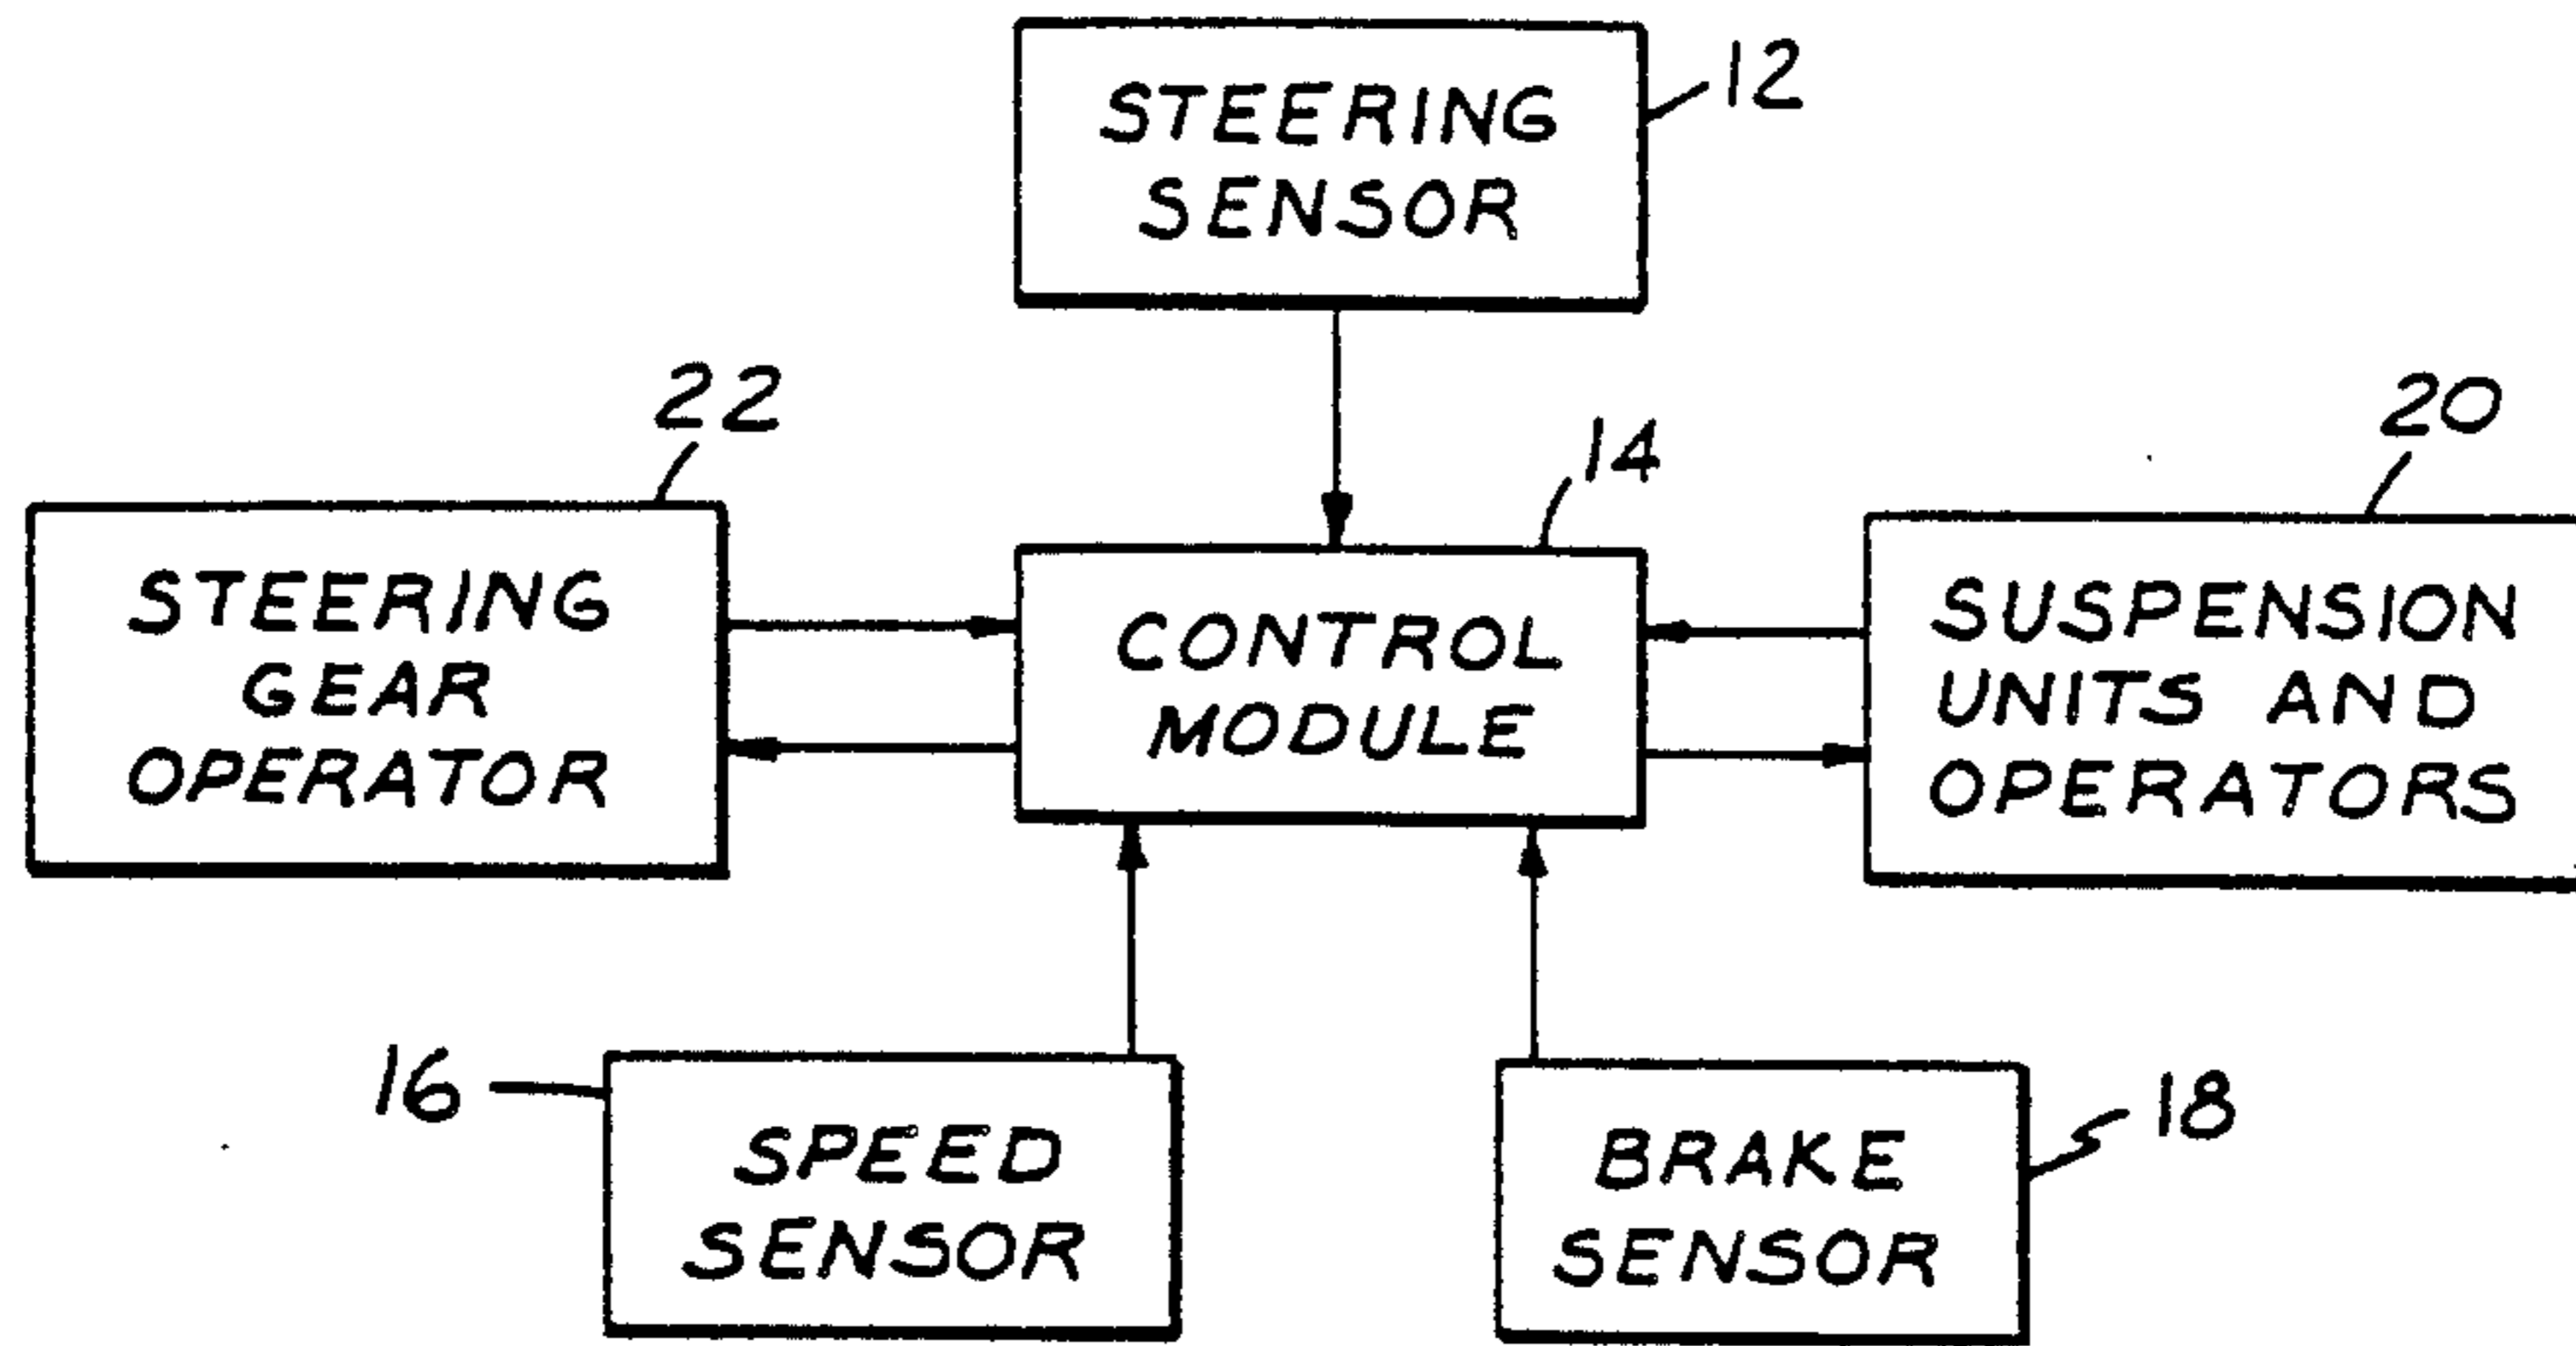 STEERING
SENSOR
12
22
STEERING
GEAR
OPERATOR
14
CONTROL
MODULE
20
SUSPENSION
UNITS AND
OPERATORS
16
SPEED
SENSOR
BRAKE
SENSOR
18